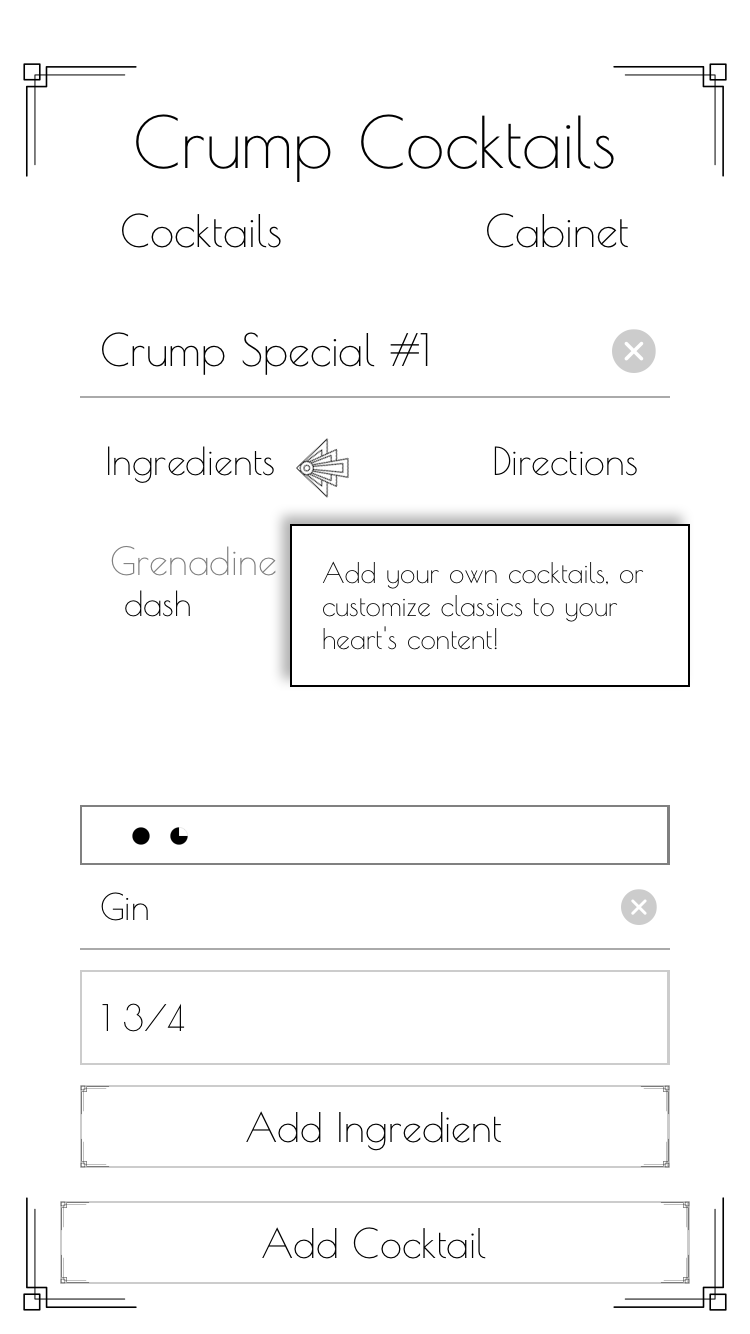 Crump Cocktails
Cocktails Cabinet
Crump Special #1
Ingredients Directions
Grenadine
dash
Add your own cocktails, or
customize classics to your
heart's content!
Gin
1 3/4
Add Ingredient
Add Cocktail